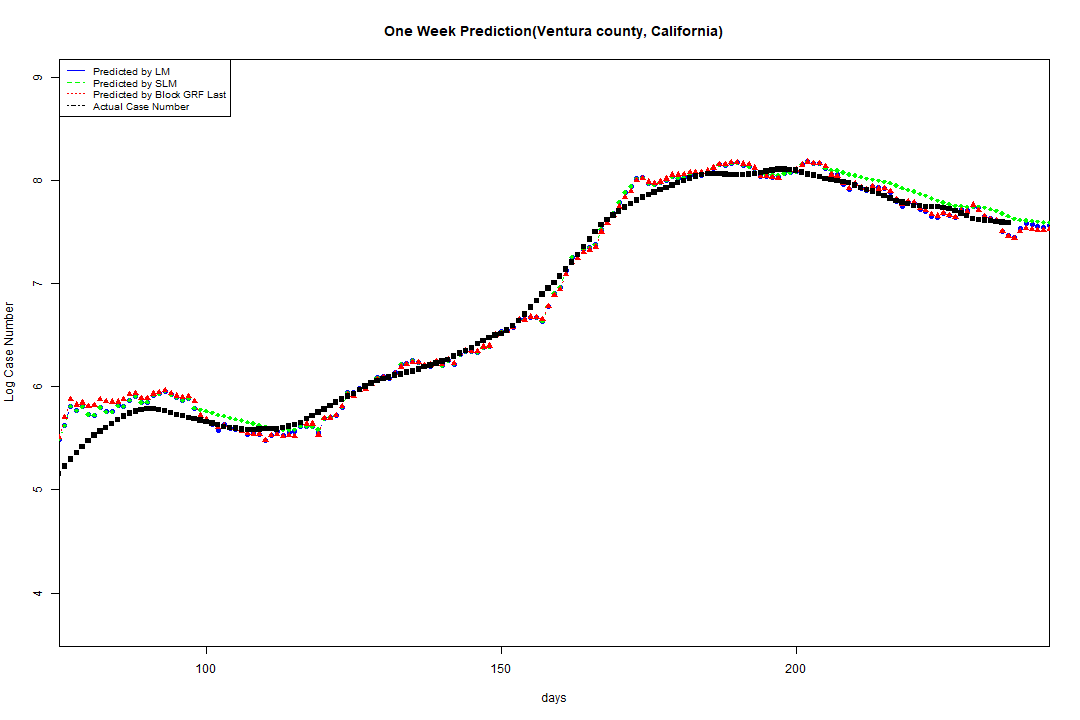 One Week Prediction(Ventura county, California)
Predicted by LM
Predicted by SLM
Predicted by Block GRF Last
Actual Case Number
9
8
7
6
5
4
Log Case Number
100
150
200
days